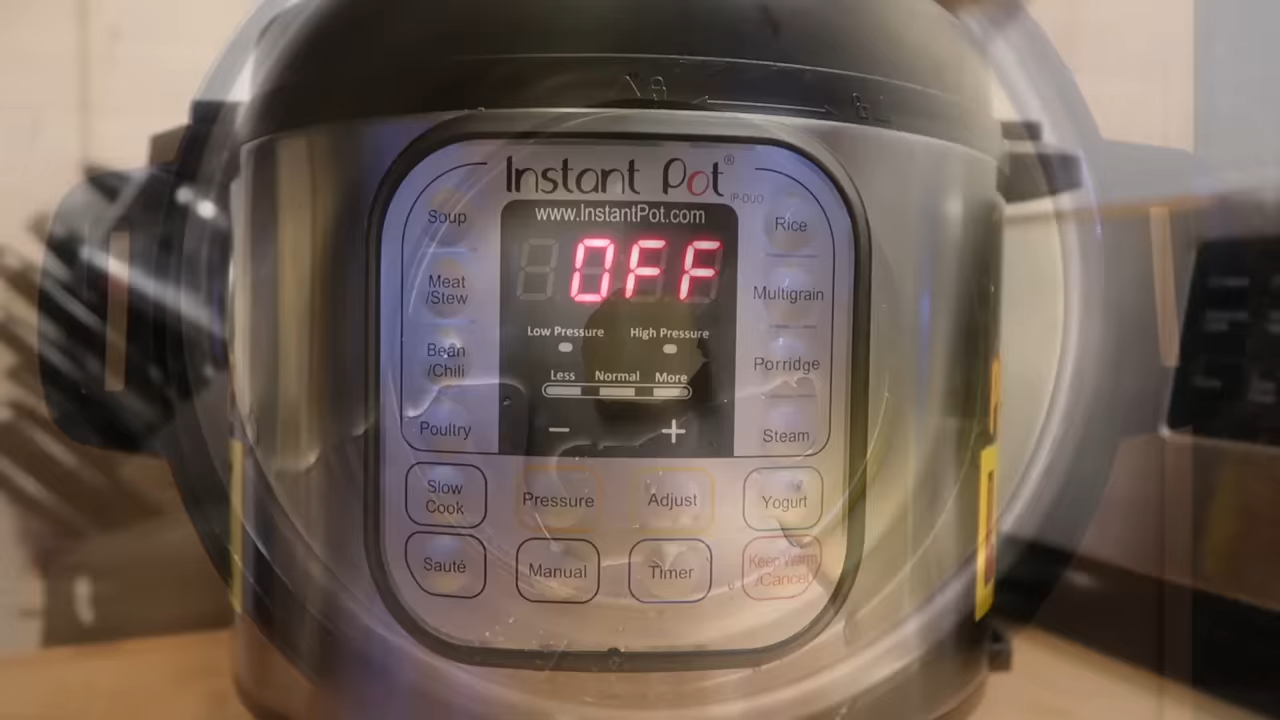 Instant Pot®
IP-DUO
www.InstantPot.com
OFF
Low Pressure High Pressure
Less Normal More
− +
Soup
Meat
/Stew
Bean
/Chili
Poultry
Rice
Multigrain
Porridge
Steam
Slow
Cook
Pressure
Adjust
Yogurt
Sauté
Manual
Timer
Keep Warm
/Cancel